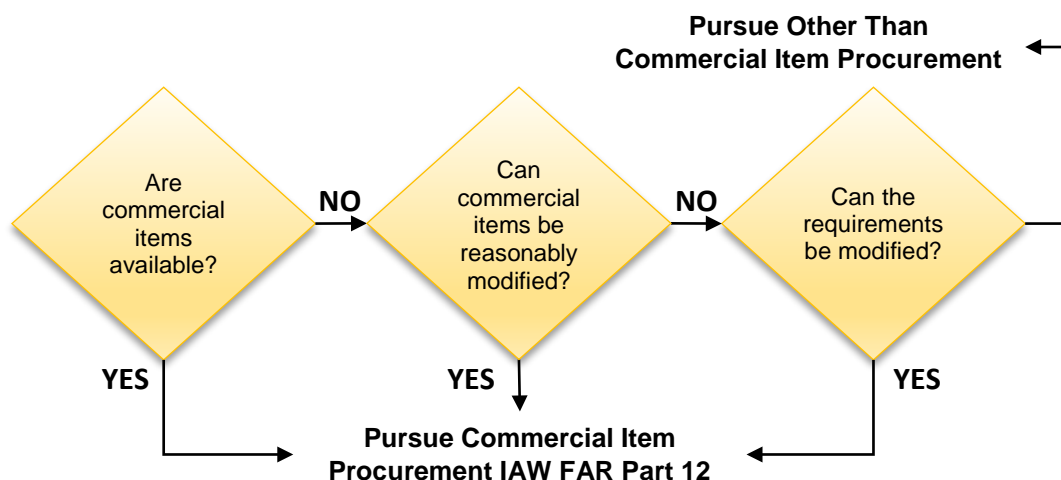 Pursue Other Than
Commercial Item Procurement
Are
commercial
items
available?
NO
Can
commercial
items be
reasonably
modified?
NO
Can the
requirements
be modified?
YES
YES
YES
Pursue Commercial Item
Procurement IAW FAR Part 12